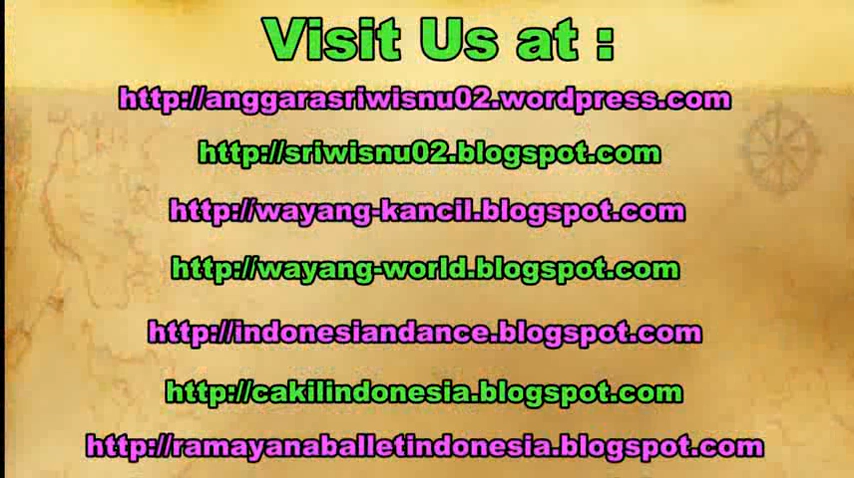 Visit Us at :
http://anggarasriwisnu02.wordpress.com
http://sriwisnu02.blogspot.com
http://wayang-kancil.blogspot.com
http://wayang-world.blogspot.com
http://indonesiandance.blogspot.com
http://cakilindonesia.blogspot.com
http://ramayanaballetindonesia.blogspot.com